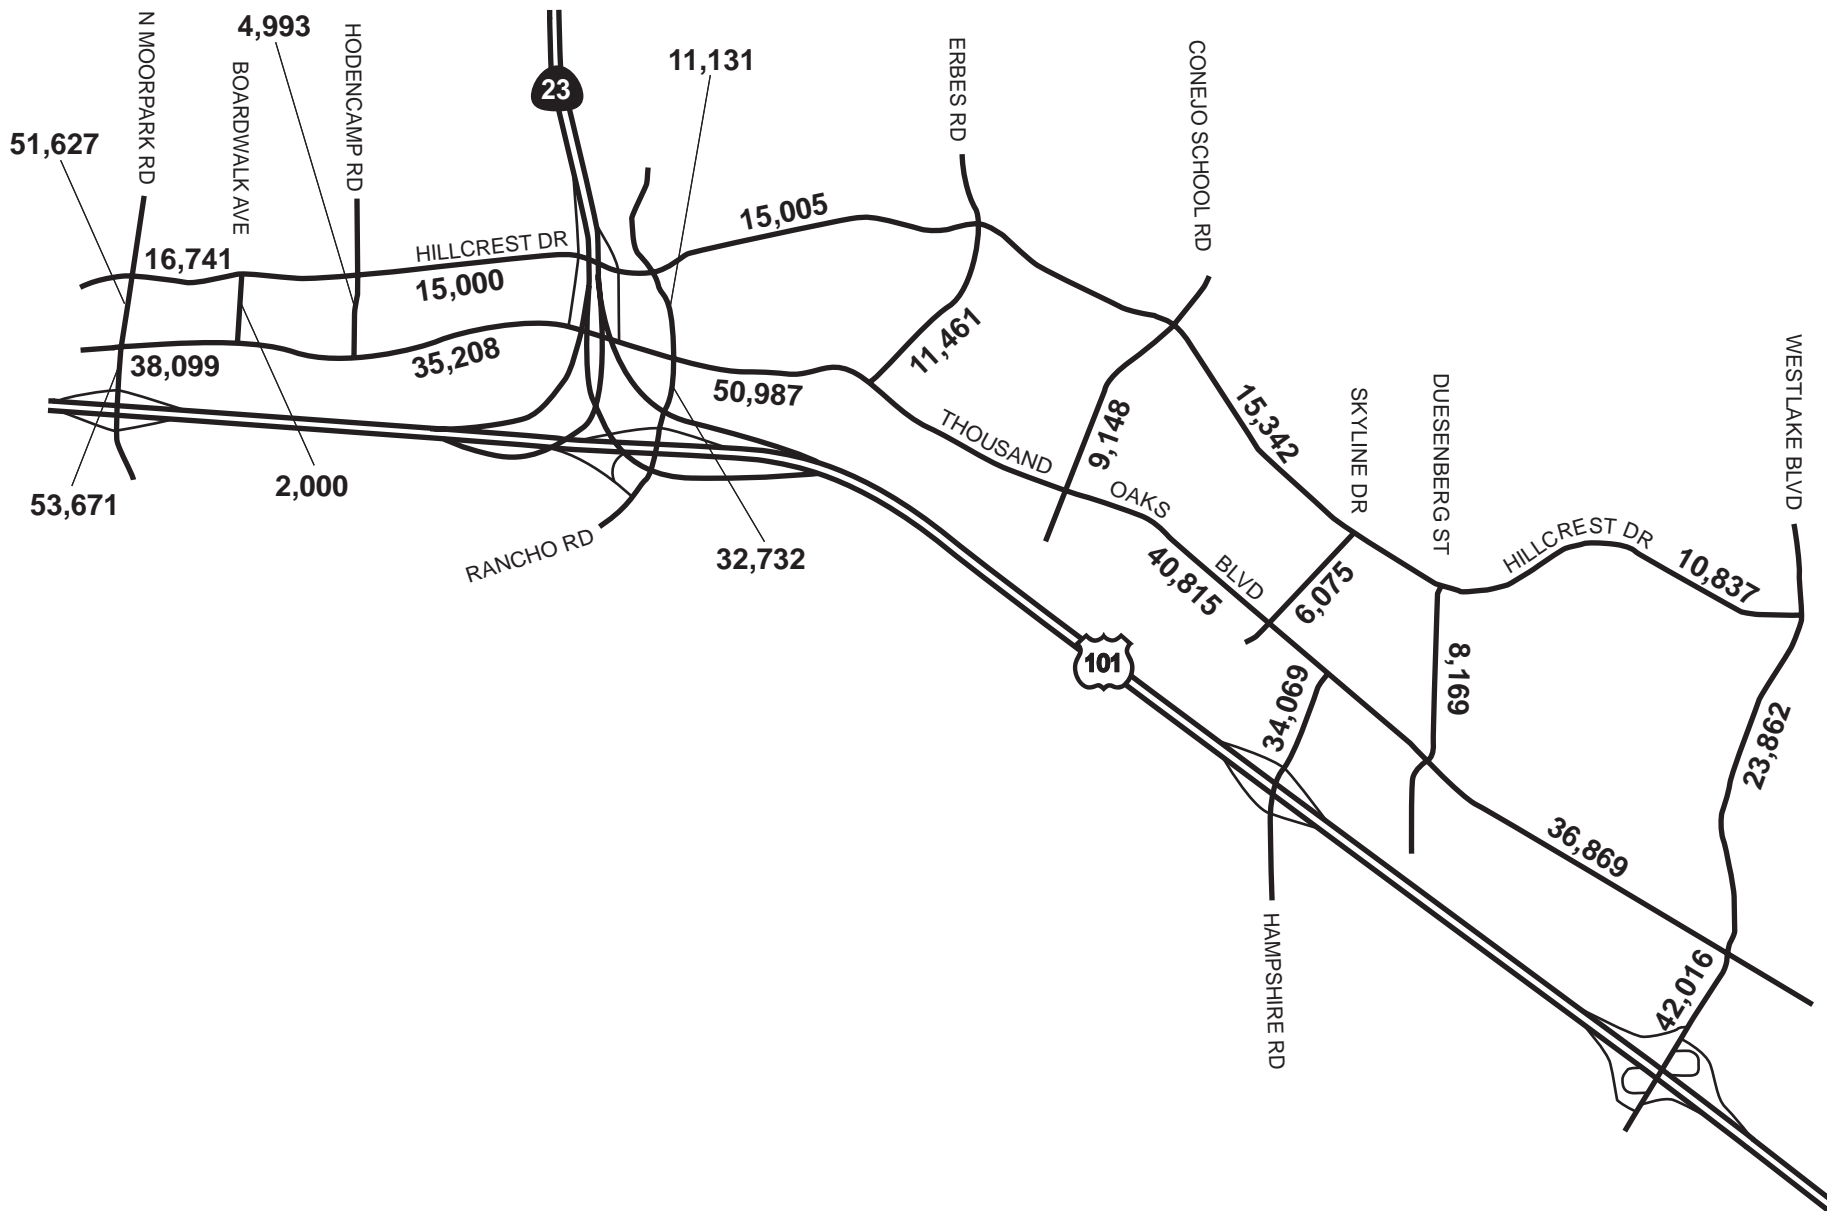 N MOORPARK RD
4,993
HODENCAMP RD
BOARDWALK AVE
23
11,131
ERBES RD
CONEJO SCHOOL RD
51,627
16,741
HILLCREST DR
15,000
15,005
38,099
35,208
50,987
11,461
9,148
THOUSAND
OAKS
BLVD
15,342
SKYLINE DR
DUESENBERG ST
WESTLAKE BLVD
53,671
2,000
RANCHO RD
32,732
40,815
6,075
HILLCREST DR
10,837
101
34,069
8,169
23,862
36,869
HAMPSHIRE RD
42,016